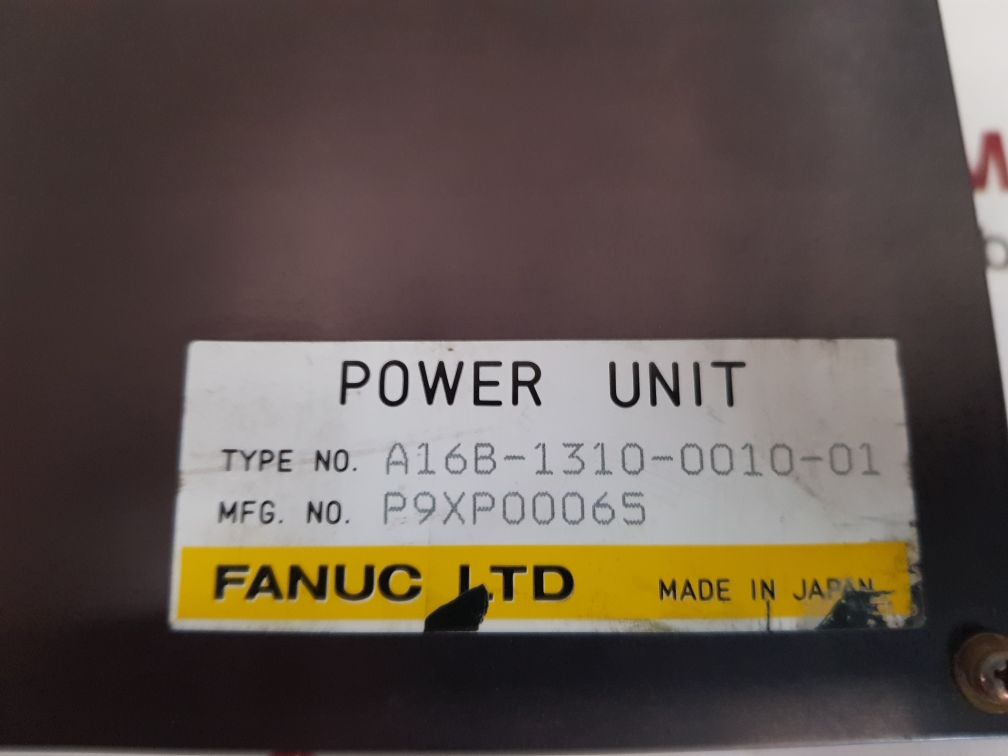 POWER UNIT
TYPE NO. A16B-1310-0010-01
MFG. NO. P9XP00065
FANUC LTD MADE IN JAPAN